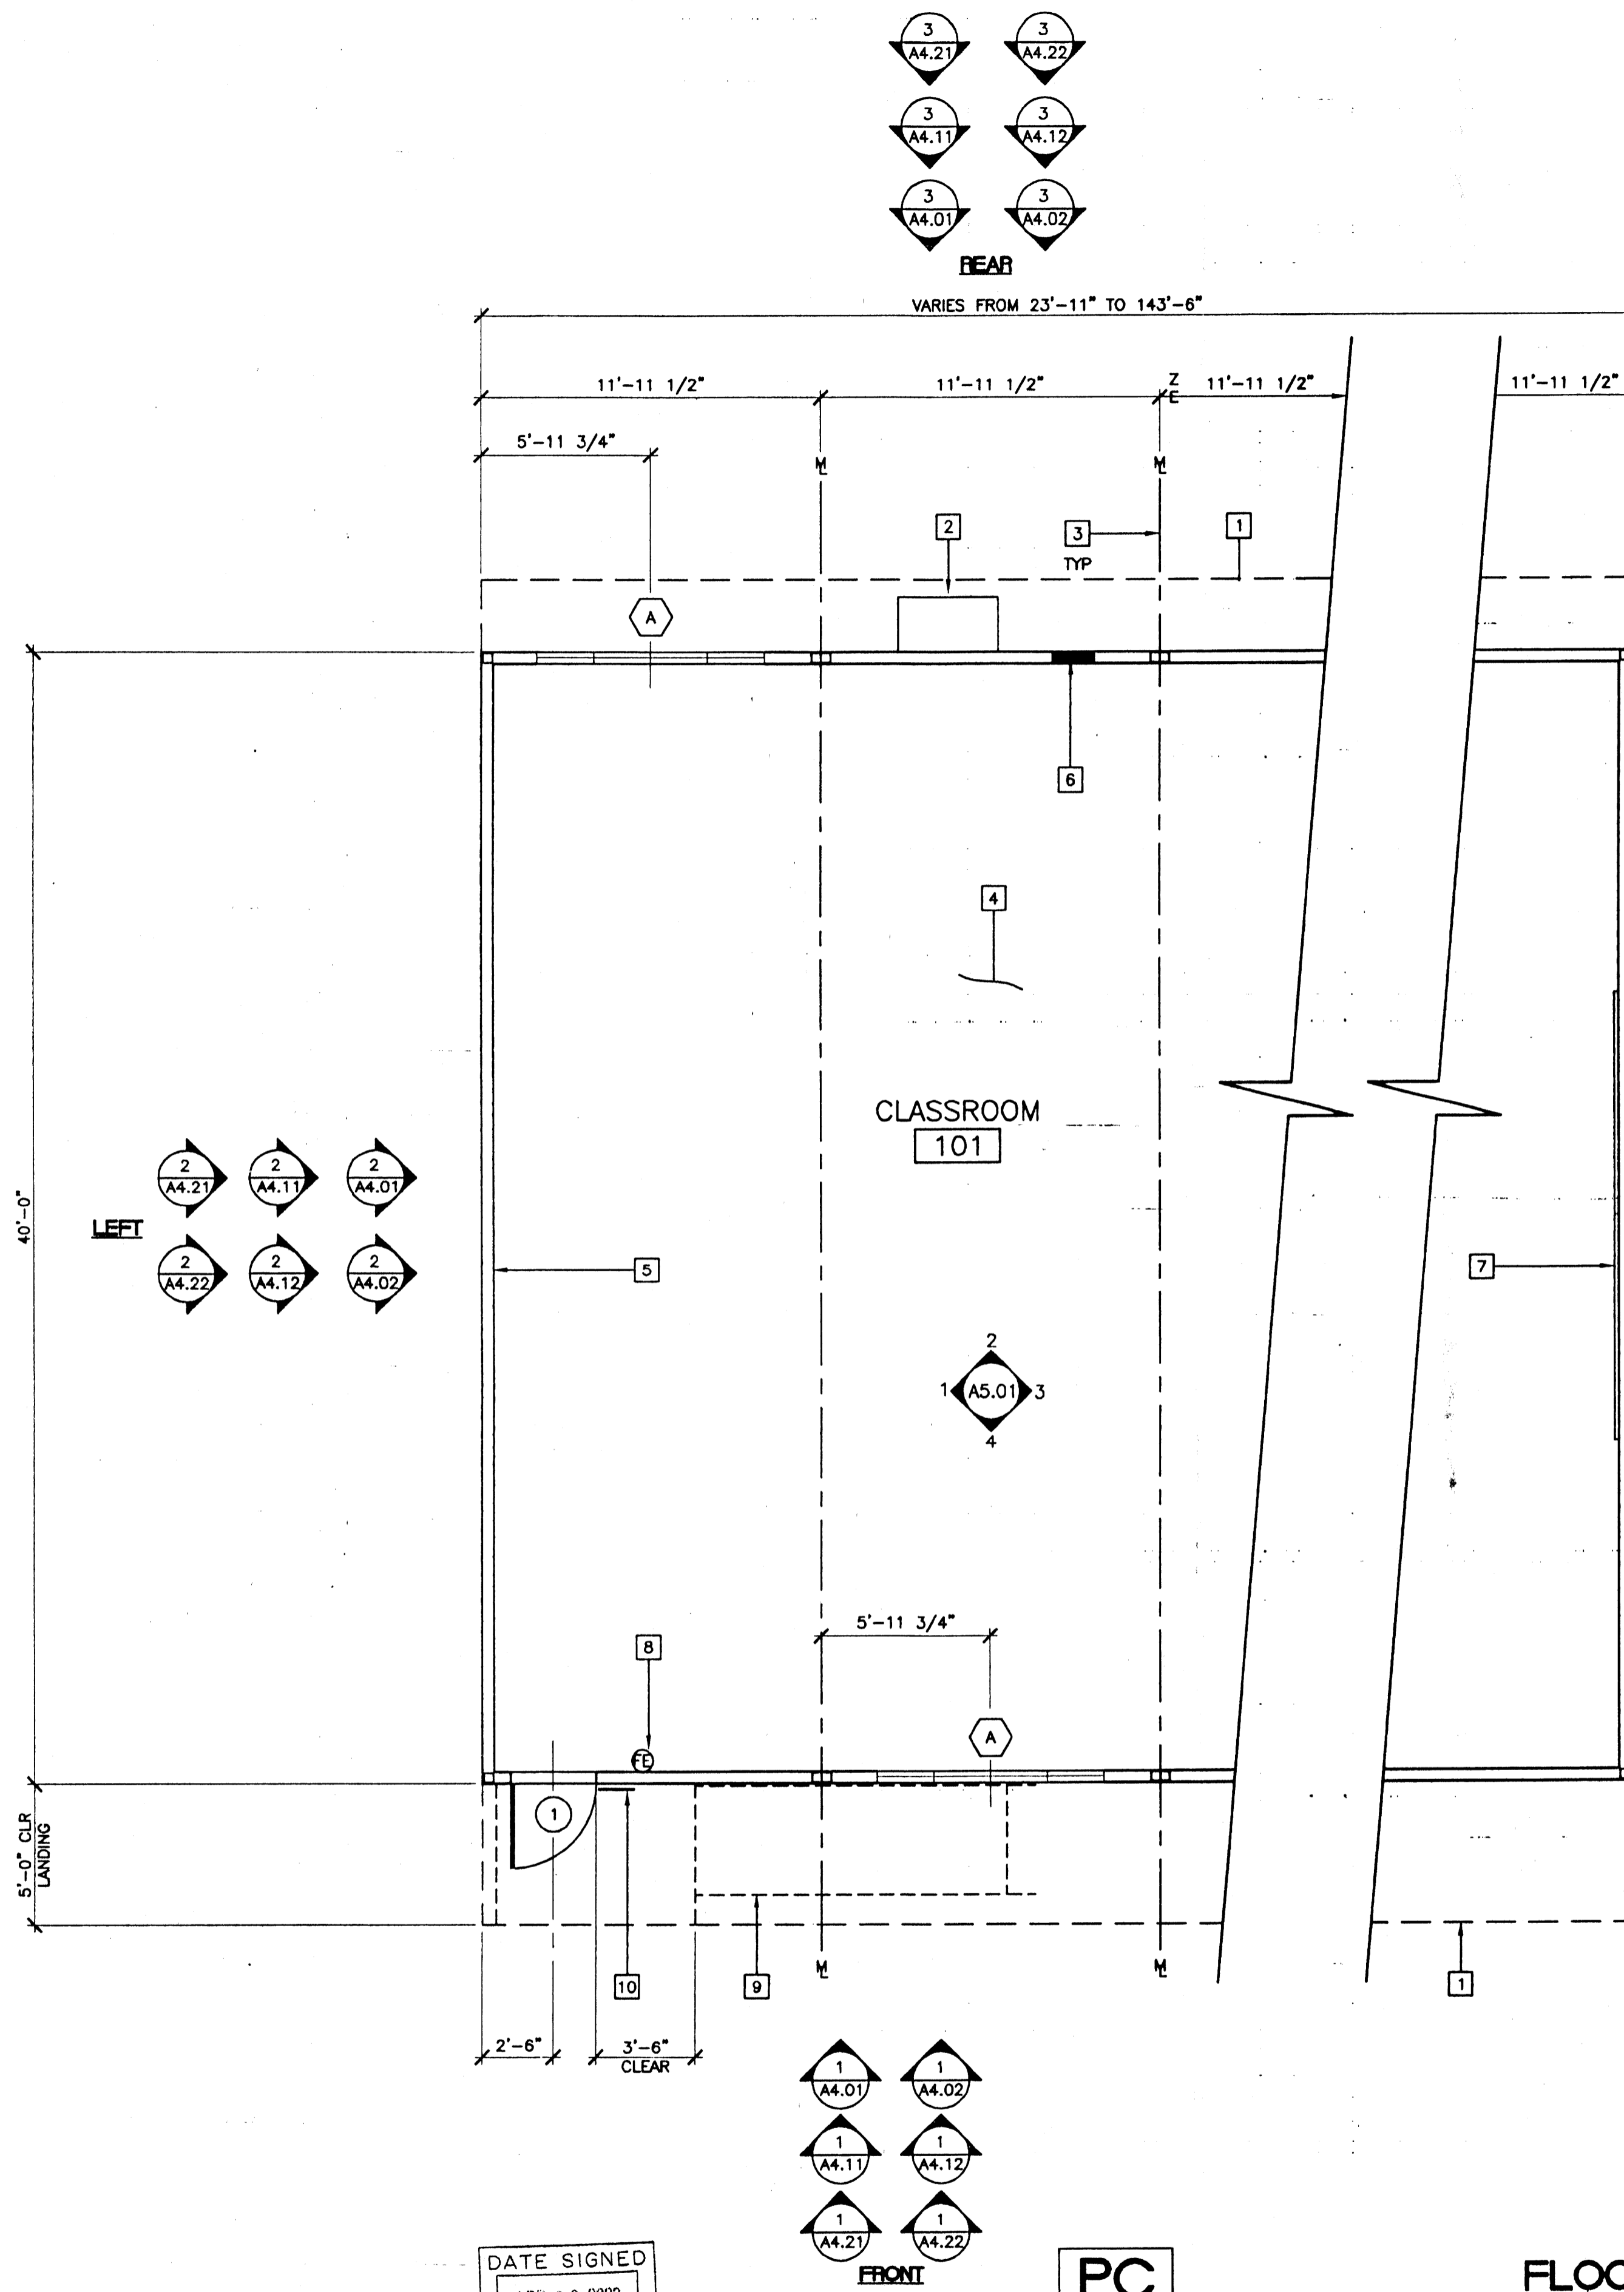 3 3
A4.21 A4.22
3 3
A4.11 A4.12
3 3
A4.01 A4.02
REAR
VARIES FROM 23'-11" TO 143'-6"
11'-11 1/2" 11'-11 1/2" 11'-11 1/2" 11'-11 1/2"
5'-11 3/4"
2 3 1
TYP
A
6
4
CLASSROOM
101
2 2 2
A4.21 A4.11 A4.01
LEFT
2 2 2
A4.22 A4.12 A4.02
40'-0"
5 7
2
1 A5.01 3
4
5'-11 3/4"
8
A
FE
1
5'-0" CLR
LANDING
10 9 1
2'-6" 3'-6"
CLEAR
1 1
A4.01 A4.02
1 1
A4.11 A4.12
1 1
A4.21 A4.22
FRONT
DATE SIGNED
PC